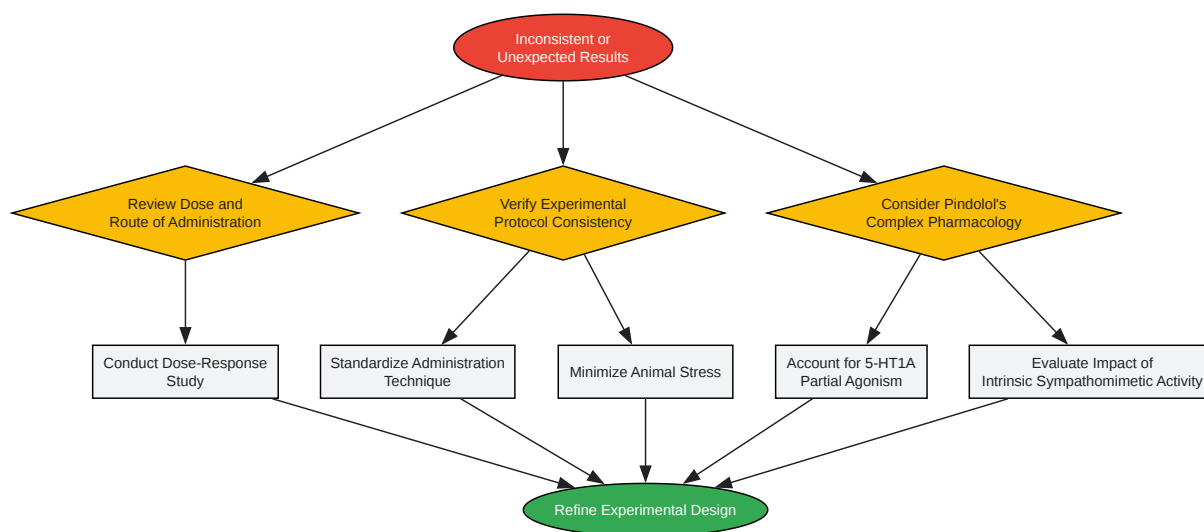 Inconsistent or
Unexpected Results
Review Dose and
Route of Administration
Verify Experimental
Protocol Consistency
Consider Pindolol's
Complex Pharmacology
Conduct Dose-Response
Study
Standardize Administration
Technique
Minimize Animal Stress
Account for 5-HT1A
Partial Agonism
Evaluate Impact of
Intrinsic Sympathomimetic Activity
Refine Experimental Design